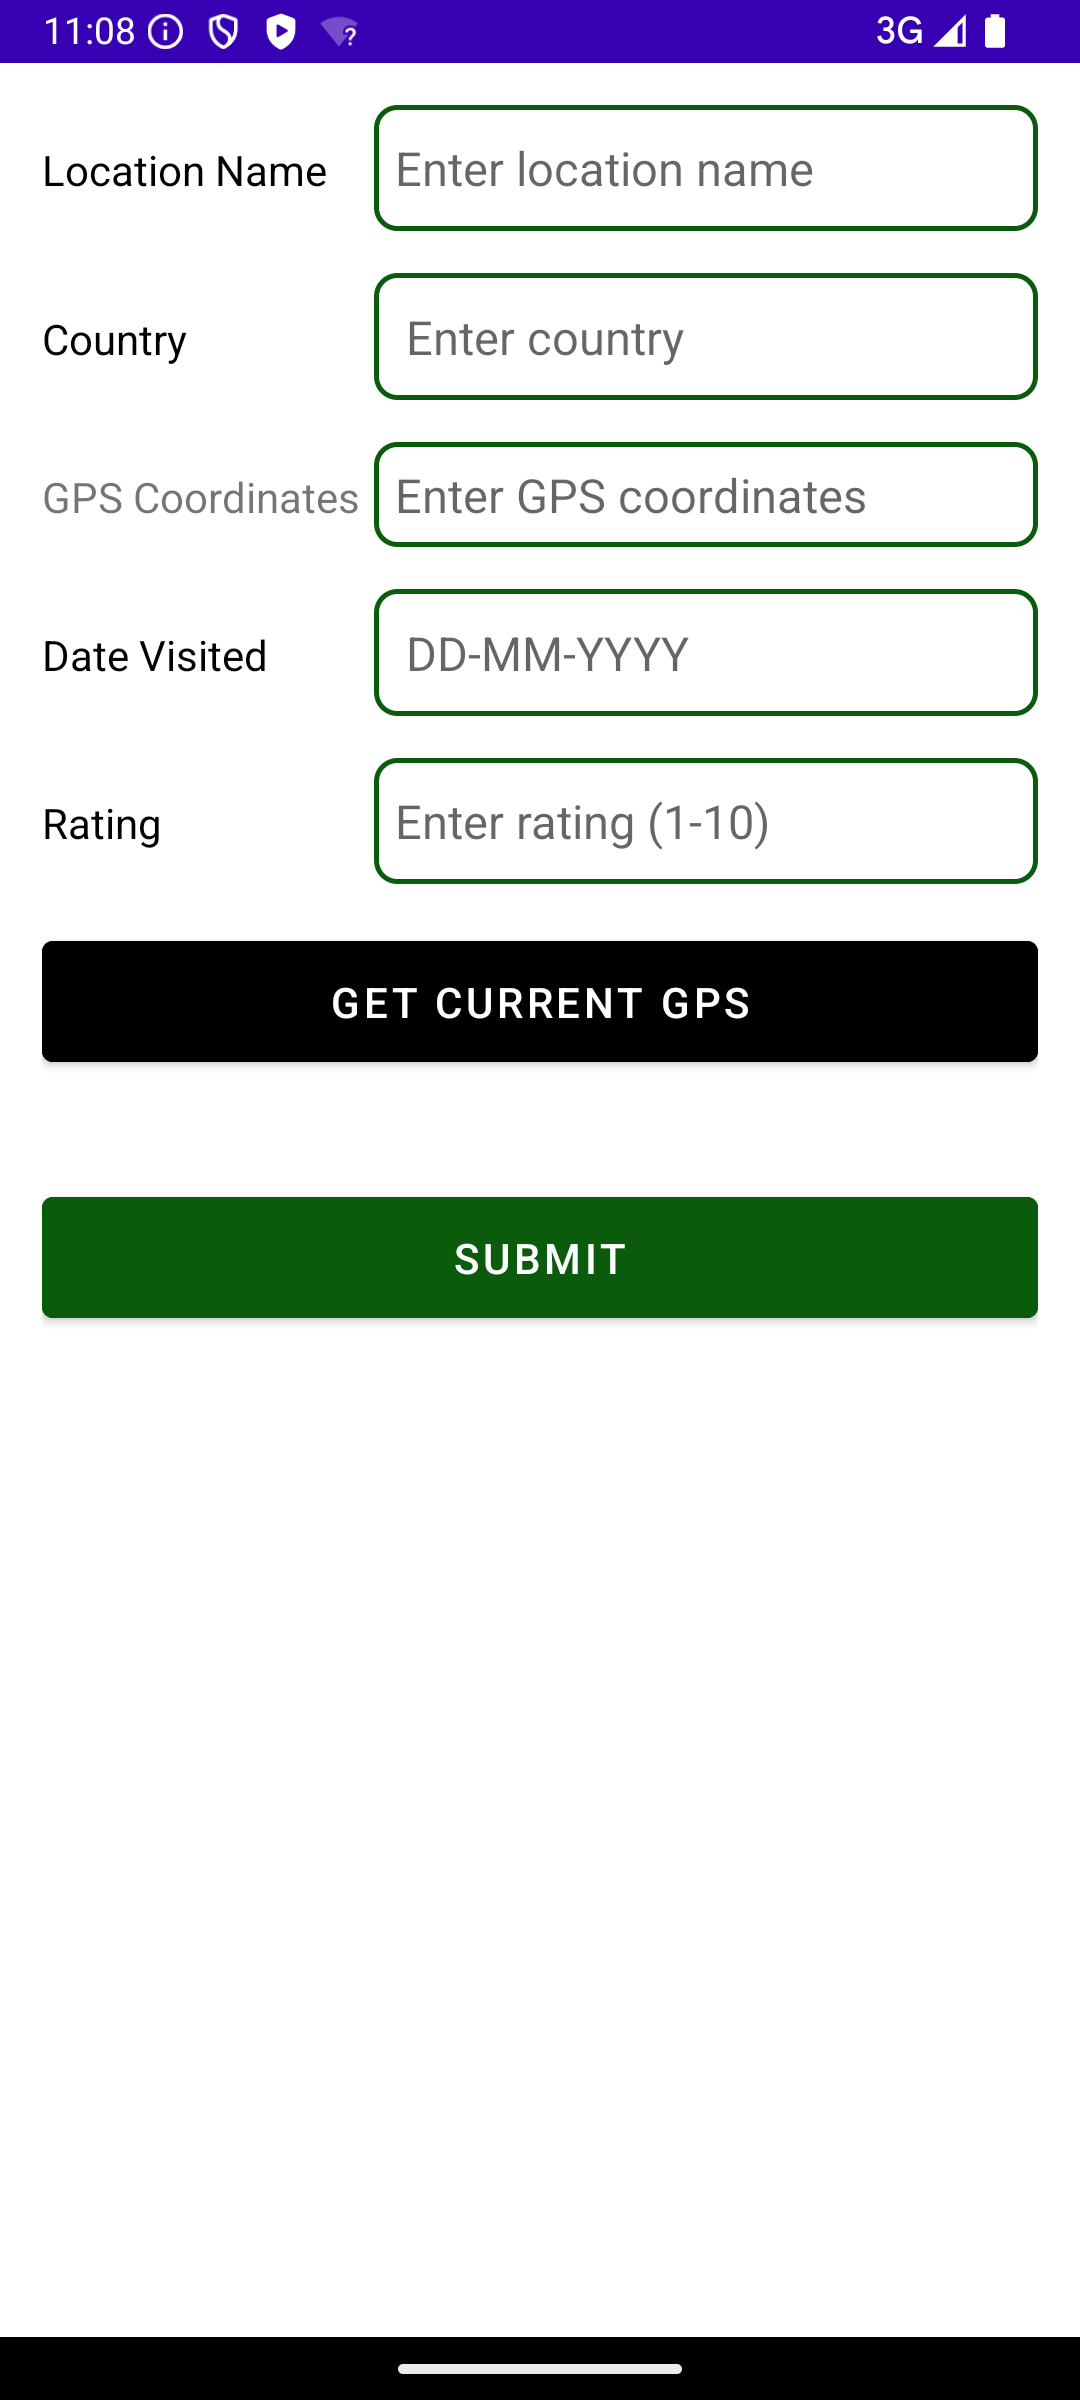 11:08 3G
Location Name Enter location name
Country Enter country
GPS Coordinates Enter GPS coordinates
Date Visited DD-MM-YYYY
Rating Enter rating (1-10)
GET CURRENT GPS
SUBMIT